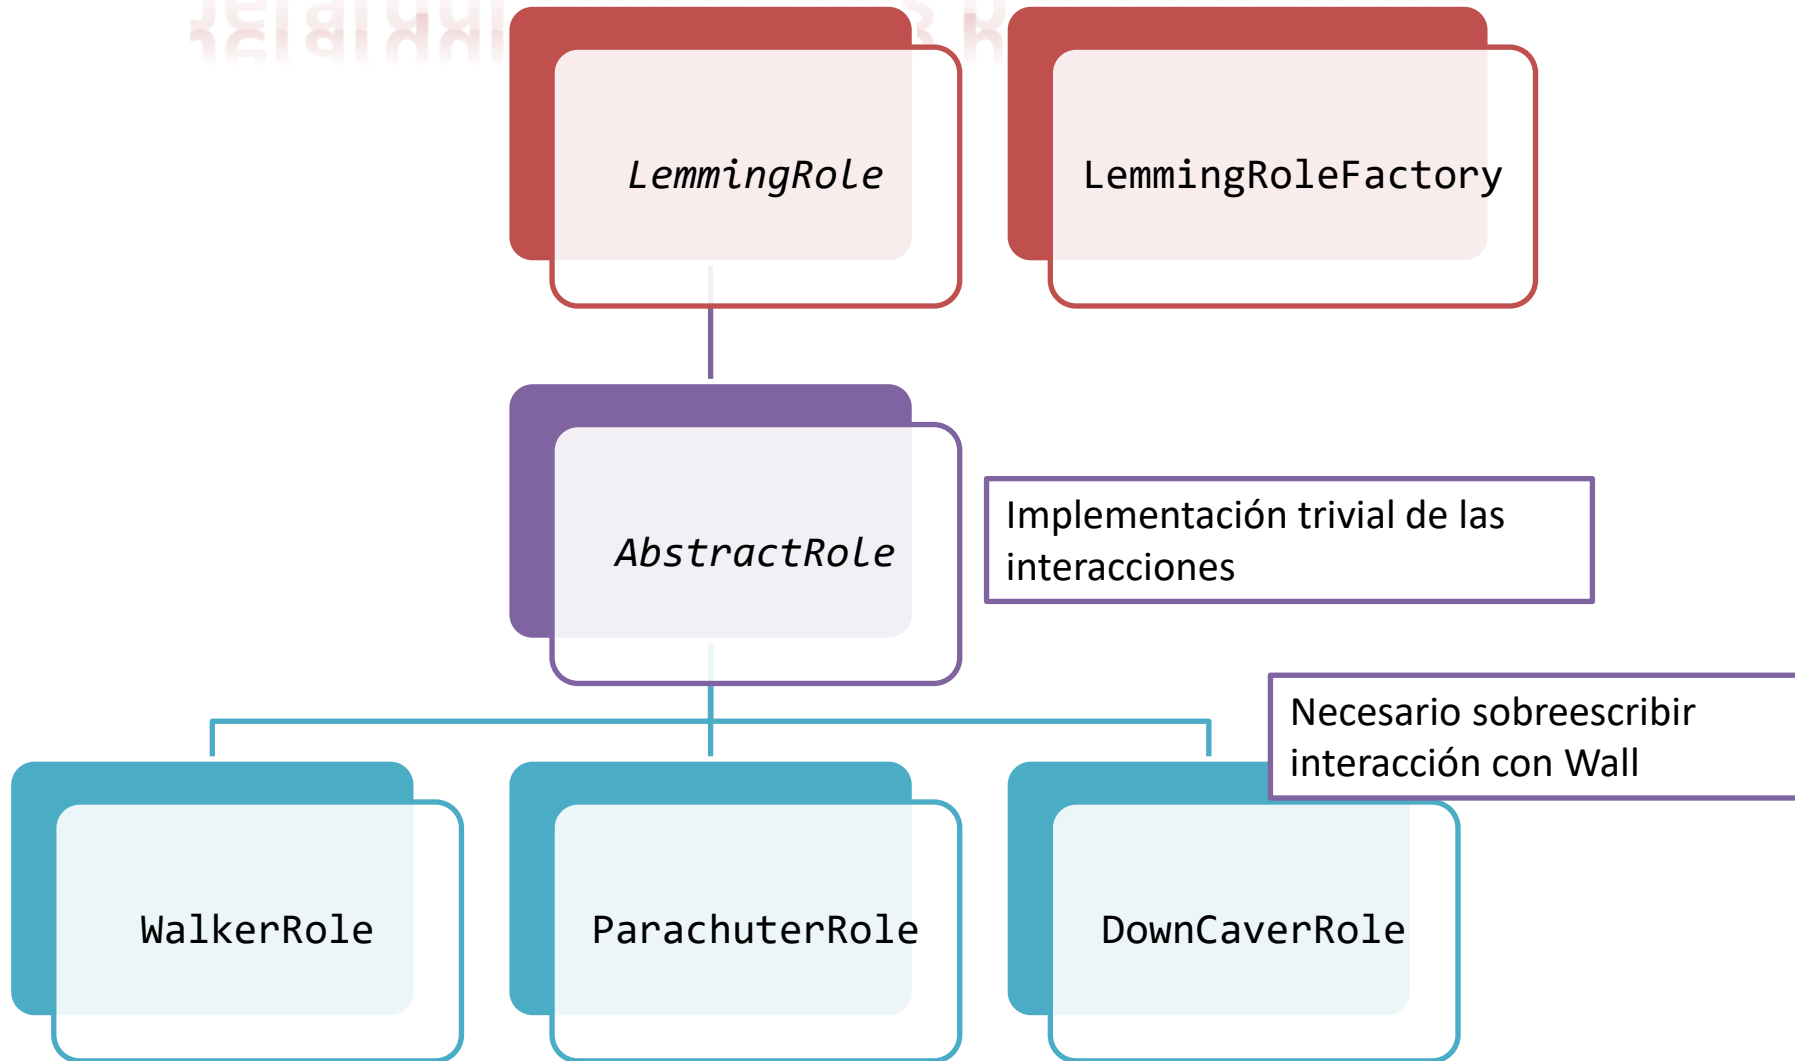 LemmingRole
LemmingRoleFactory
AbstractRole
Implementación trivial de las
interacciones
Necesario sobreescribir
interacción con Wall
WalkerRole
ParachuterRole
DownCaverRole